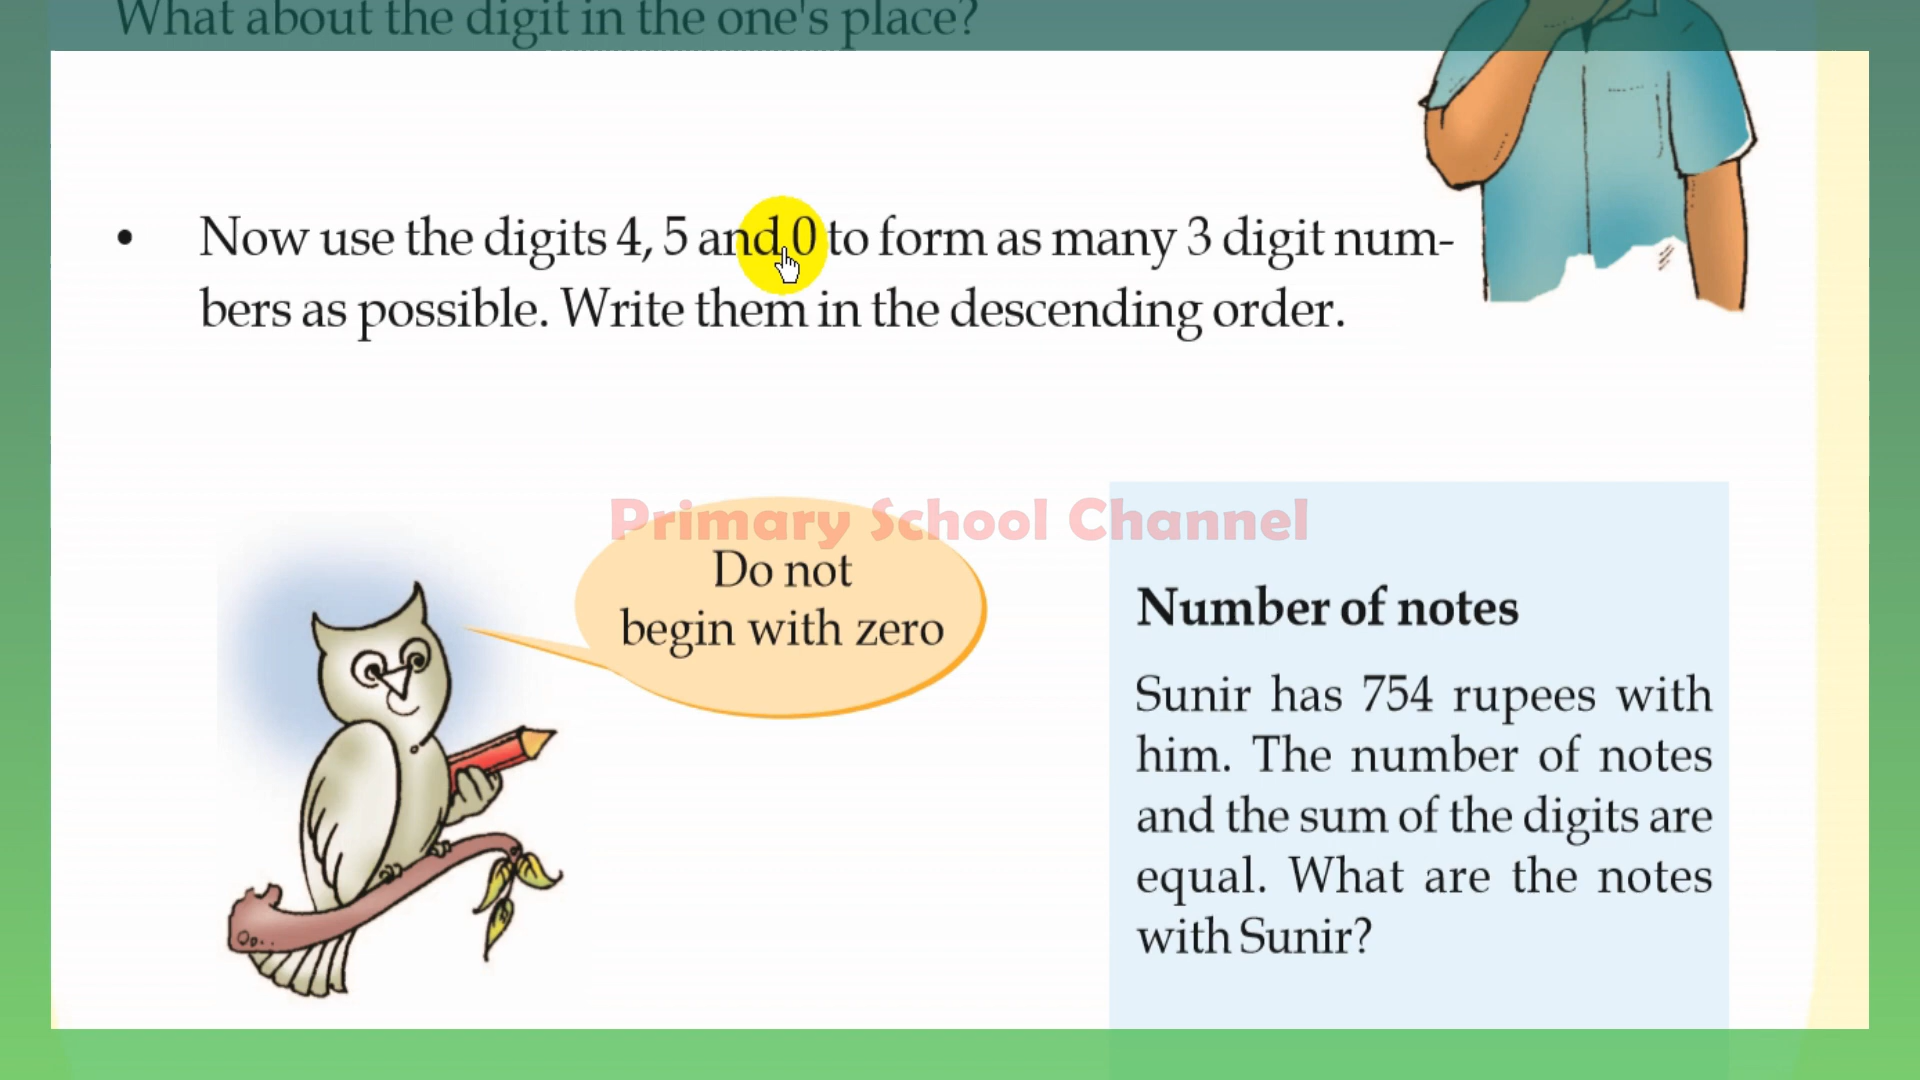 What about the digit in the one's place?
• Now use the digits 4, 5 and 0 to form as many 3 digit num-
bers as possible. Write them in the descending order.
Primary School Channel
Do not
begin with zero
Number of notes
Sunir has 754 rupees with
him. The number of notes
and the sum of the digits are
equal. What are the notes
with Sunir?